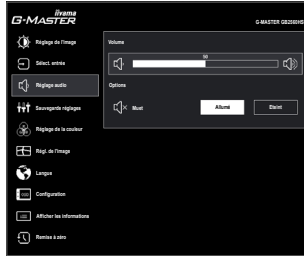 iiyama
G-MASTER
G-MASTER GB2590HS
Réglage de l'image
Sélect. entrée
Réglage audio
Sauvegarde réglages
Réglage de la couleur
Régl. de l'image
Langue
Configuration
Afficher les informations
Remise à zéro
Volume
50
Options
Muet
Allumé
Eteint